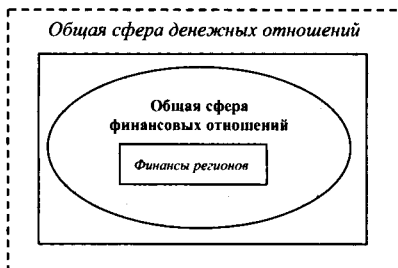 Общая сфера денежных отношений
Общая сфера
финансовых отношений
Финансы регионов